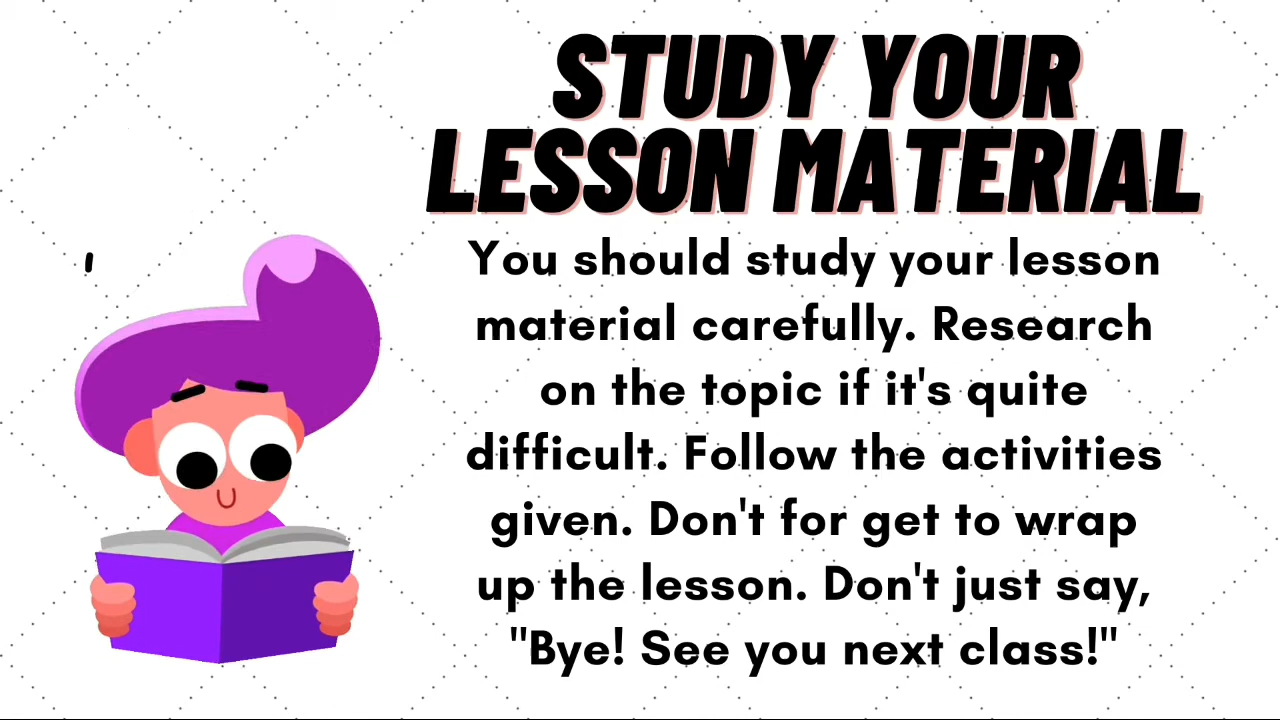 STUDY YOUR
LESSON MATERIAL
You should study your lesson
material carefully. Research
on the topic if it's quite
difficult. Follow the activities
given. Don't for get to wrap
up the lesson. Don't just say,
"Bye! See you next class!"